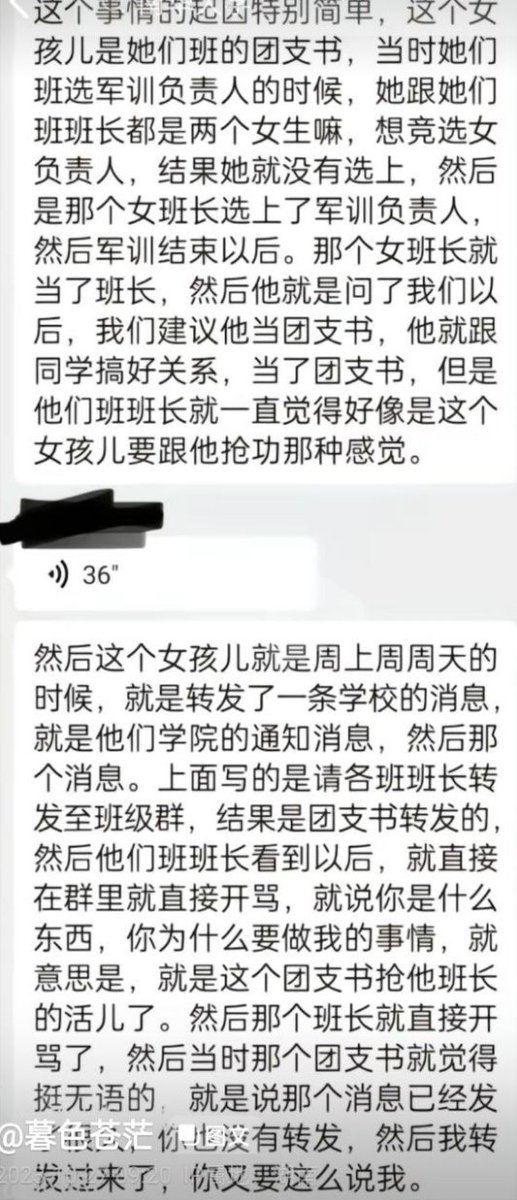 这个事情的起因特别简单，这个女
孩儿是她们班的团支书，当时她们
班选军训负责人的时候，她跟她们
班班长都是两个女生嘛，想竞选女
负责人，结果她就没有选上，然后
是那个女班长选上了军训负责人，
然后军训结束以后。那个女班长就
当了班长，然后他就是问了我们以
后，我们建议他当团支书，他就跟
同学搞好关系，当了团支书，但是
他们班班长就一直觉得好像是这个
女孩儿要跟他抢功那种感觉。
36"
然后这个女孩儿就是周上周周天的
时候，就是转发了一条学校的消息，
就是他们学院的通知消息，然后那
个消息。上面写的是请各班班长转
发至班级群，结果是团支书转发的，
然后他们班班长看到以后，就直接
在群里就直接开骂，就说你是什么
东西，你为什么要做我的事情，就
意思是，就是这个团支书抢他班长
的活儿了。然后那个班长就直接开
骂了，然后当时那个团支书就觉得
挺无语的，就是说那个消息已经发
你也没有转发，然后我转
@暮色苍茫 图文
发过来了，你又要这么说我。